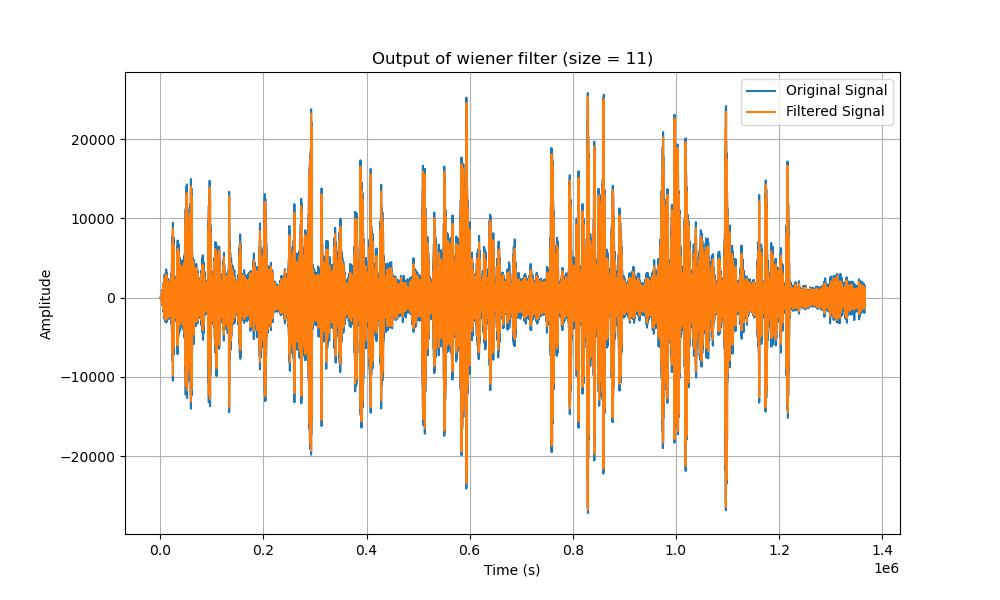 Output of wiener filter (size = 11)
Original Signal
Filtered Signal
20000
10000
0
−10000
−20000
Amplitude
0.0 0.2 0.4 0.6 0.8 1.0 1.2 1.4
1e6
Time (s)